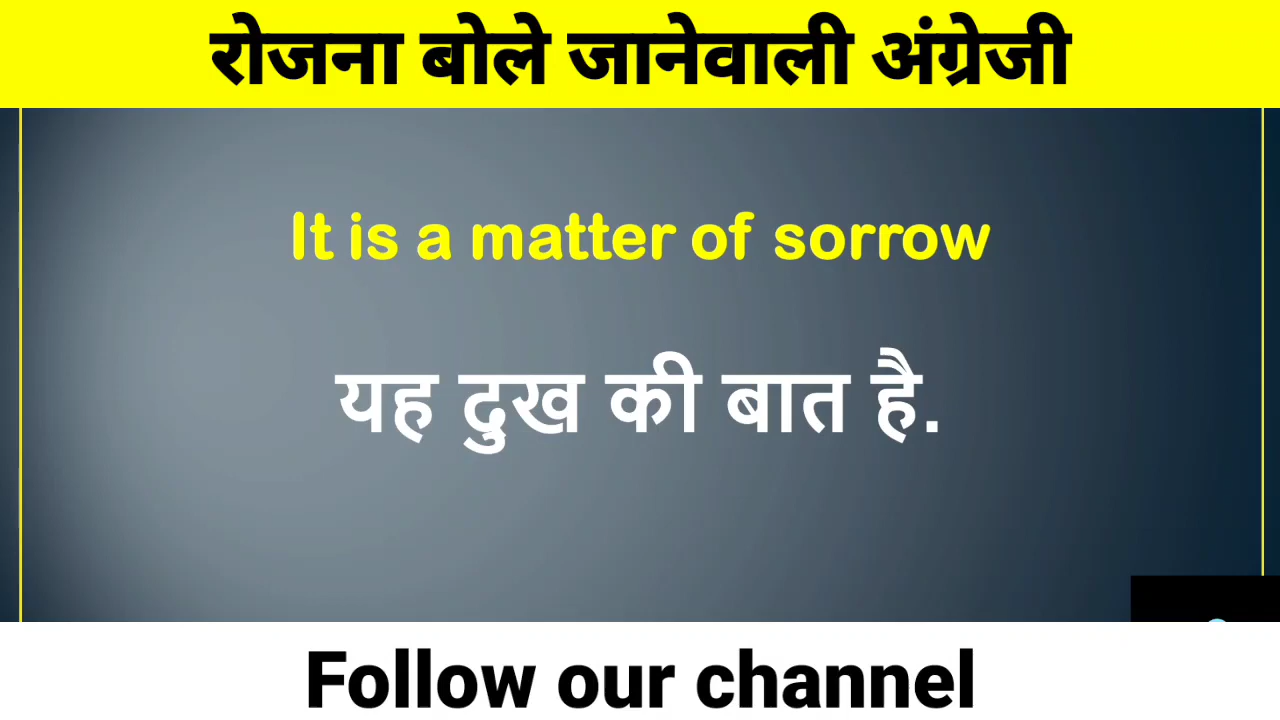 रोजना बोले जानेवाली अंग्रेजी
It is a matter of sorrow
यह दुख की बात है.
Follow our channel